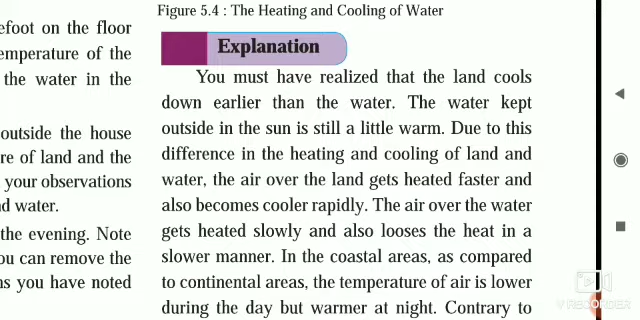 Figure 5.4 : The Heating and Cooling of Water
Explanation
You must have realized that the land cools
down earlier than the water. The water kept
outside in the sun is still a little warm. Due to this
difference in the heating and cooling of land and
water, the air over the land gets heated faster and
also becomes cooler rapidly. The air over the water
gets heated slowly and also looses the heat in a
slower manner. In the coastal areas, as compared
to continental areas, the temperature of air is lower
during the day but warmer at night. Contrary to
efoot on the floor
emperature of the
the water in the
outside the house
re of land and the
your observations
d water.
the evening. Note
ou can remove the
ns you have noted
V RECORDER